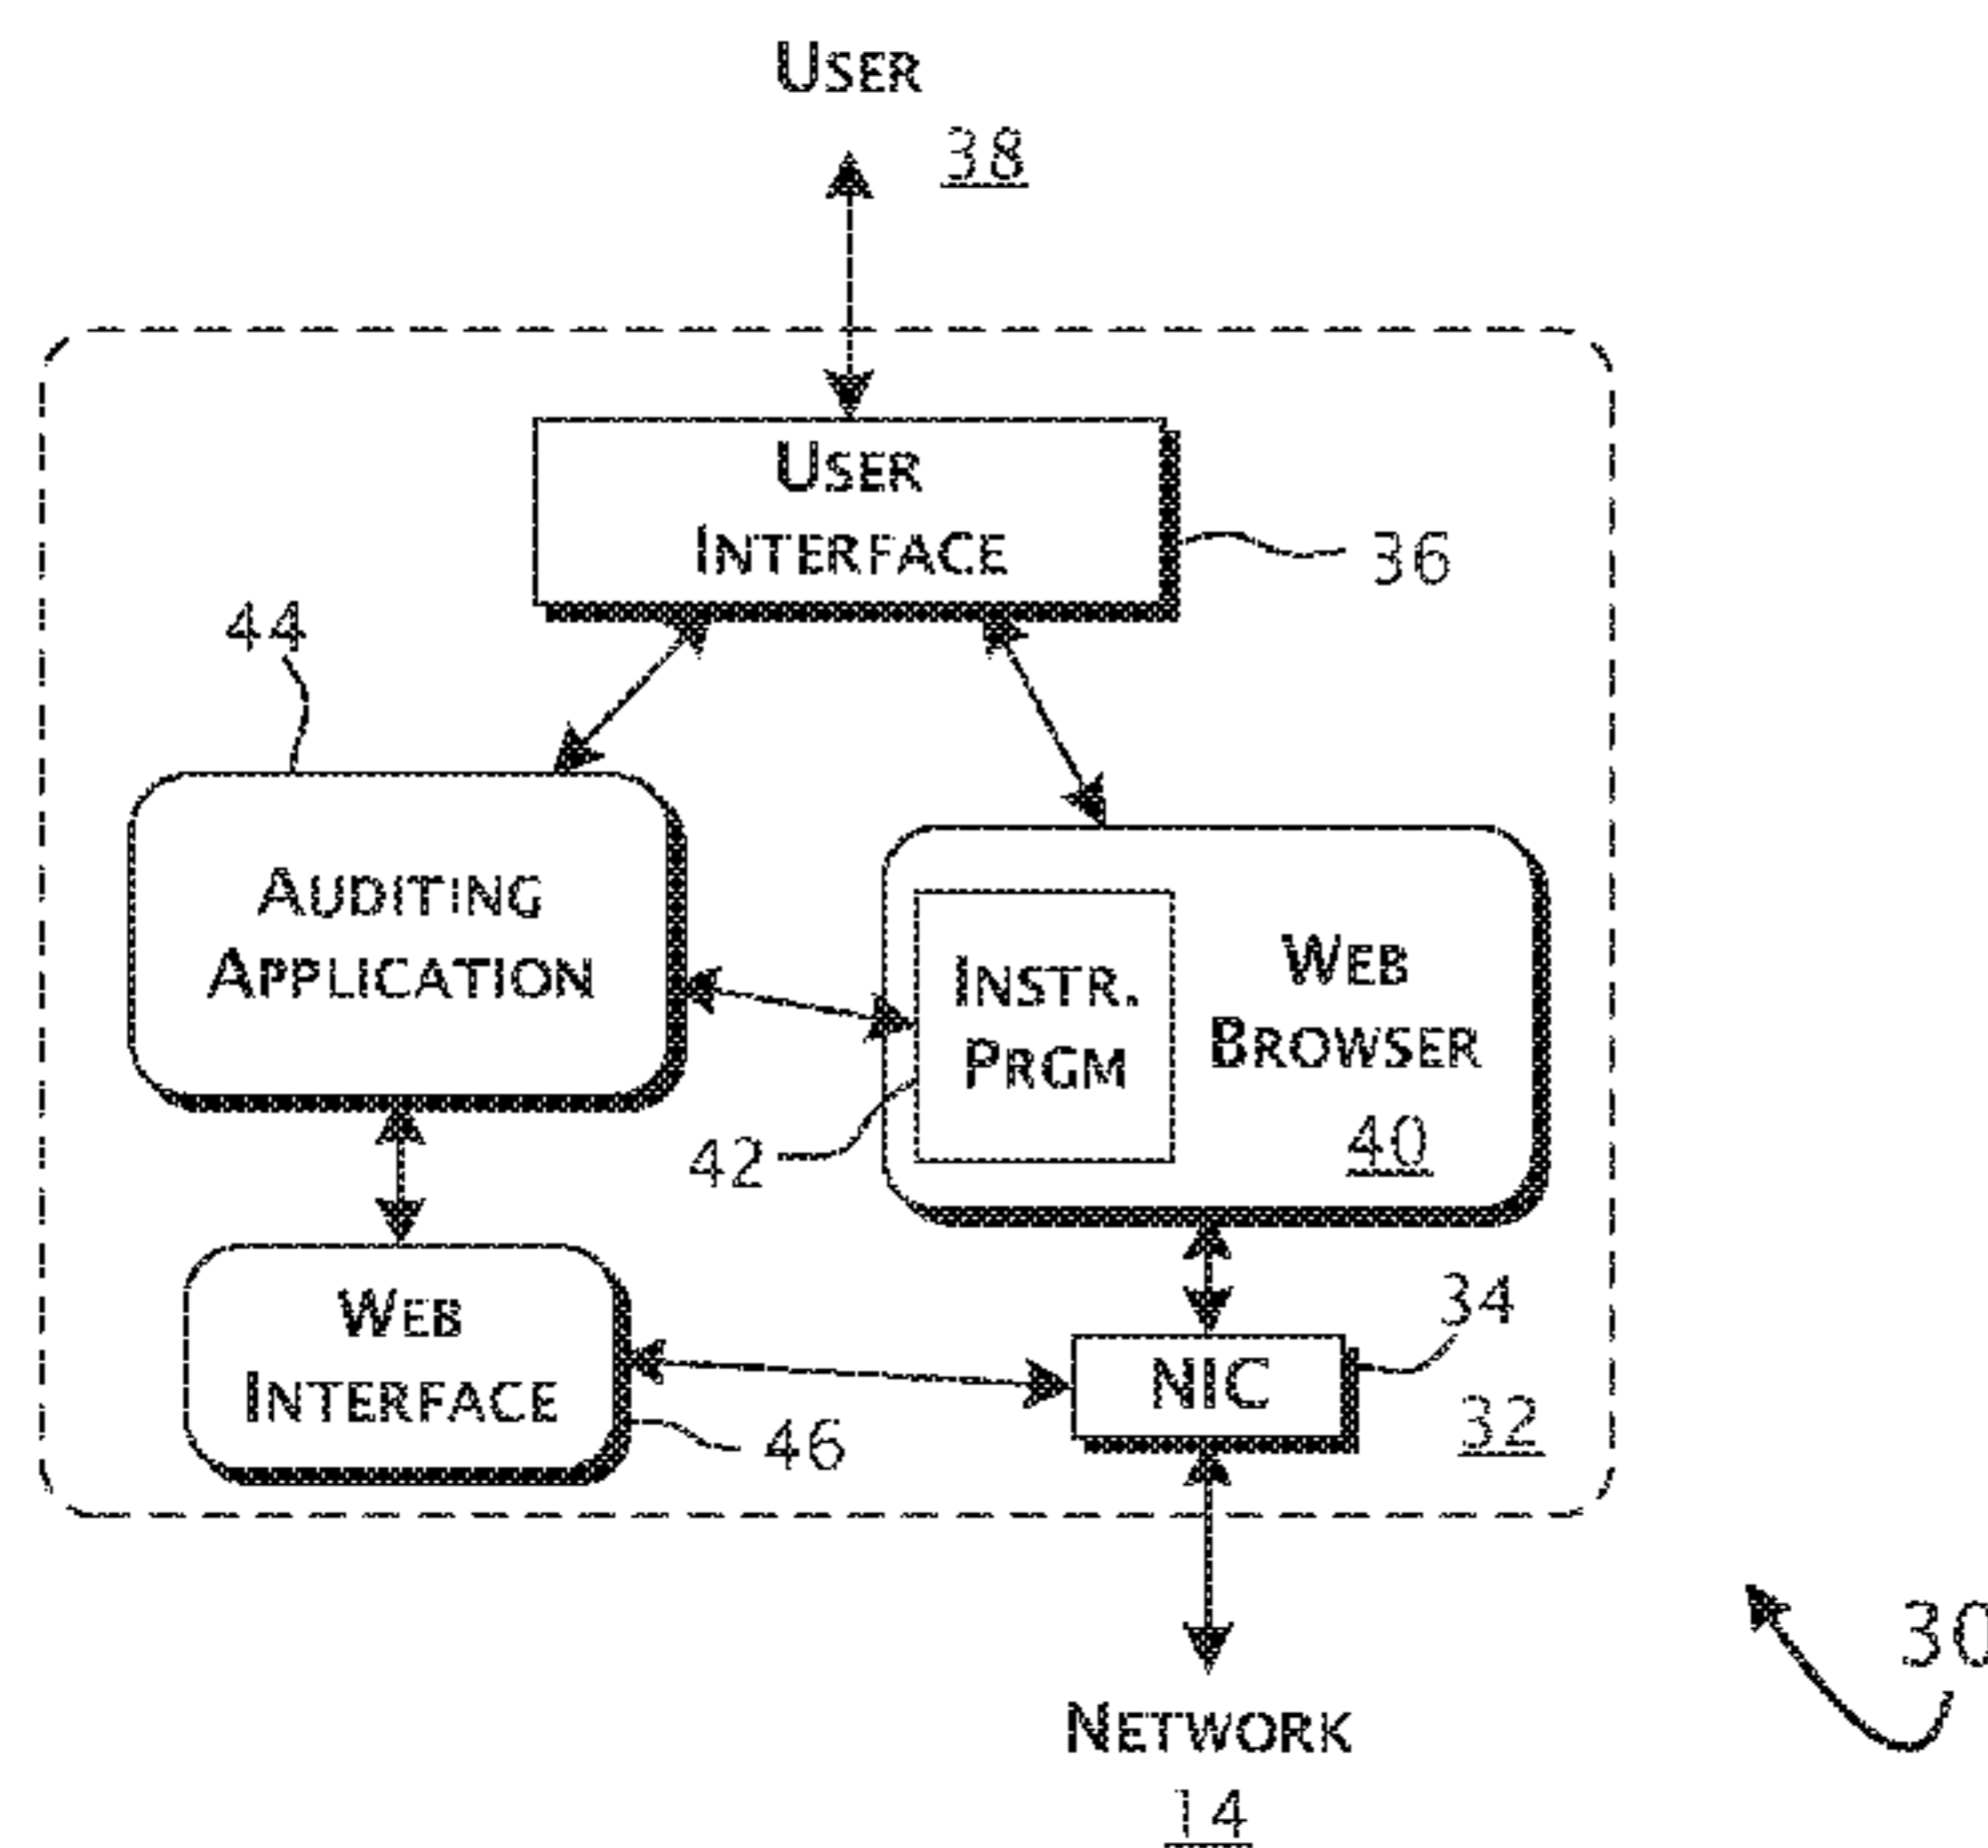 USER
38
USER
INTERFACE
36
44
AUDITING
APPLICATION
INSTR.
PRGM
WEB
BROWSER
40
42
WEB
INTERFACE
46
NIC
34
32
30
NETWORK
14